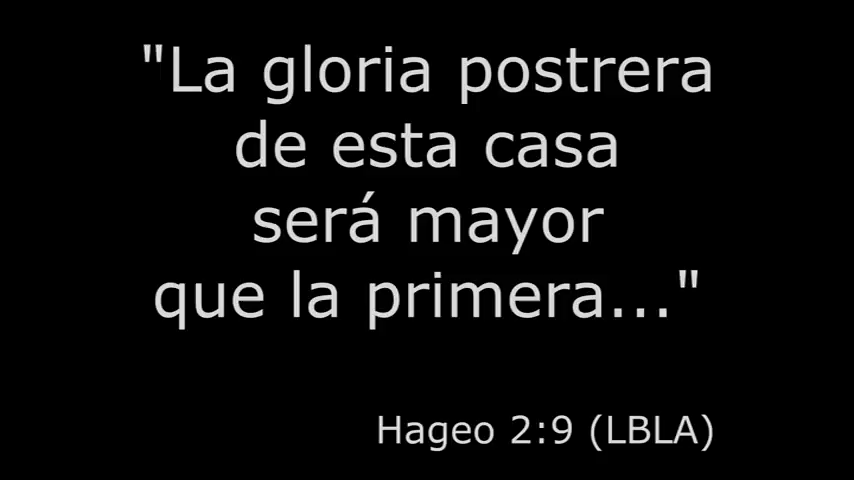 "La gloria postrera
de esta casa
será mayor
que la primera..."
Hageo 2:9 (LBLA)